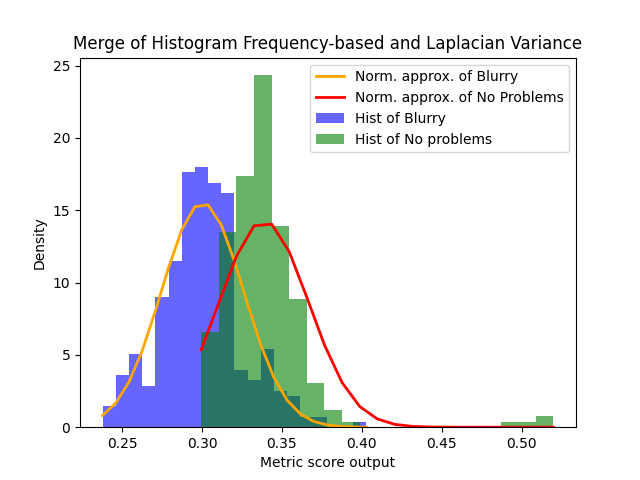 Merge of Histogram Frequency-based and Laplacian Variance
Norm. approx. of Blurry
Norm. approx. of No Problems
Hist of Blurry
Hist of No problems
Density
25
20
15
10
5
0
0.25
0.30
0.35
0.40
0.45
0.50
Metric score output